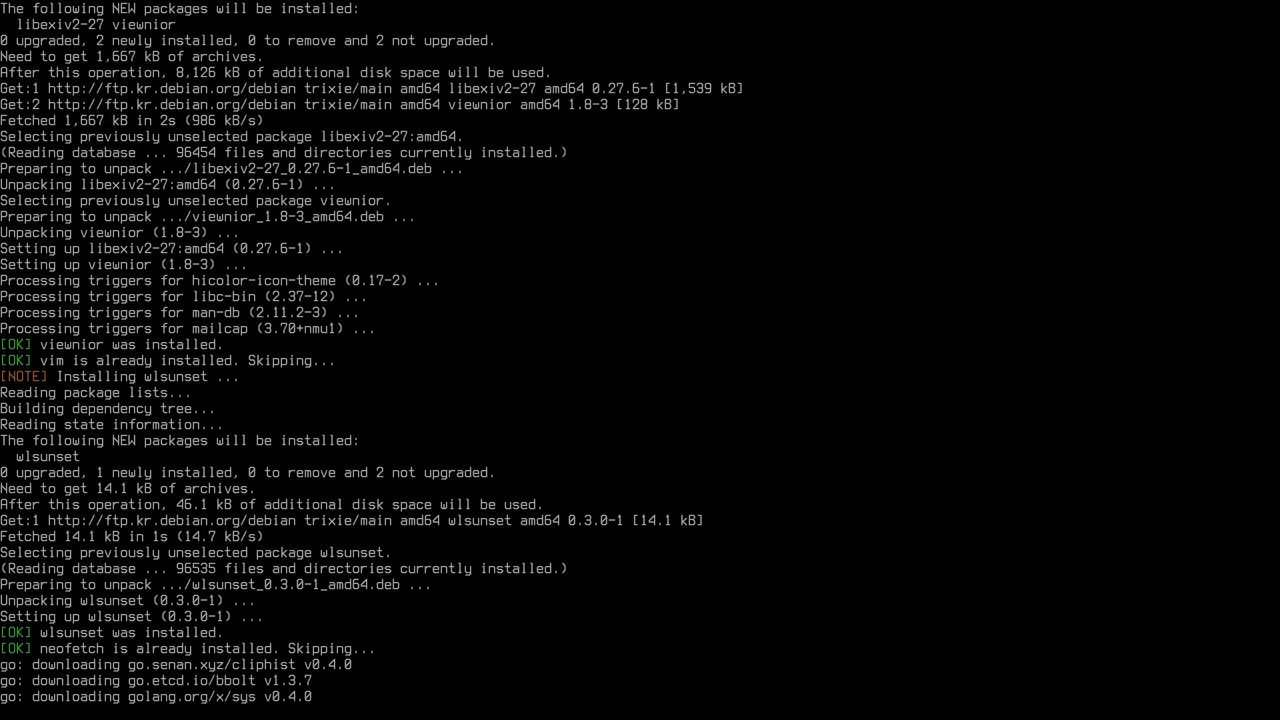 The following NEW packages will be installed:
  libexiv2-27 viewnior
0 upgraded, 2 newly installed, 0 to remove and 2 not upgraded.
Need to get 1,667 kB of archives.
After this operation, 8,126 kB of additional disk space will be used.
Get:1 http://ftp.kr.debian.org/debian trixie/main amd64 libexiv2-27 amd64 0.27.6-1 [1,539 kB]
Get:2 http://ftp.kr.debian.org/debian trixie/main amd64 viewnior amd64 1.8-3 [128 kB]
Fetched 1,667 kB in 2s (986 kB/s)
Selecting previously unselected package libexiv2-27:amd64.
(Reading database ... 96454 files and directories currently installed.)
Preparing to unpack .../libexiv2-27_0.27.6-1_amd64.deb ...
Unpacking libexiv2-27:amd64 (0.27.6-1) ...
Selecting previously unselected package viewnior.
Preparing to unpack .../viewnior_1.8-3_amd64.deb ...
Unpacking viewnior (1.8-3) ...
Setting up libexiv2-27:amd64 (0.27.6-1) ...
Setting up viewnior (1.8-3) ...
Processing triggers for hicolor-icon-theme (0.17-2) ...
Processing triggers for libc-bin (2.37-12) ...
Processing triggers for man-db (2.11.2-3) ...
Processing triggers for mailcap (3.70+nmu1) ...
[OK] viewnior was installed.
[OK] vim is already installed. Skipping...
[NOTE] Installing wlsunset ...
Reading package lists...
Building dependency tree...
Reading state information...
The following NEW packages will be installed:
  wlsunset
0 upgraded, 1 newly installed, 0 to remove and 2 not upgraded.
Need to get 14.1 kB of archives.
After this operation, 46.1 kB of additional disk space will be used.
Get:1 http://ftp.kr.debian.org/debian trixie/main amd64 wlsunset amd64 0.3.0-1 [14.1 kB]
Fetched 14.1 kB in 1s (14.7 kB/s)
Selecting previously unselected package wlsunset.
(Reading database ... 96535 files and directories currently installed.)
Preparing to unpack .../wlsunset_0.3.0-1_amd64.deb ...
Unpacking wlsunset (0.3.0-1) ...
Setting up wlsunset (0.3.0-1) ...
[OK] wlsunset was installed.
[OK] neofetch is already installed. Skipping...
go: downloading go.senan.xyz/cliphist v0.4.0
go: downloading go.etcd.io/bbolt v1.3.7
go: downloading golang.org/x/sys v0.4.0